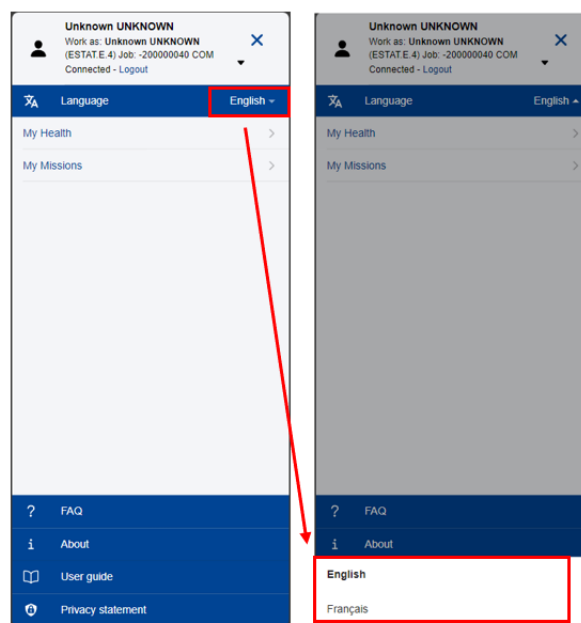 Unknown UNKNOWN
Work as: Unknown UNKNOWN
(ESTAT.E.4) Job: -200000040 COM
Connected - Logout
Language English
My Health
My Missions
FAQ
About
User guide
Privacy statement
Unknown UNKNOWN
Work as: Unknown UNKNOWN
(ESTAT.E.4) Job: -200000040 COM
Connected - Logout
Language English
My Health
My Missions
FAQ
About
English
Français